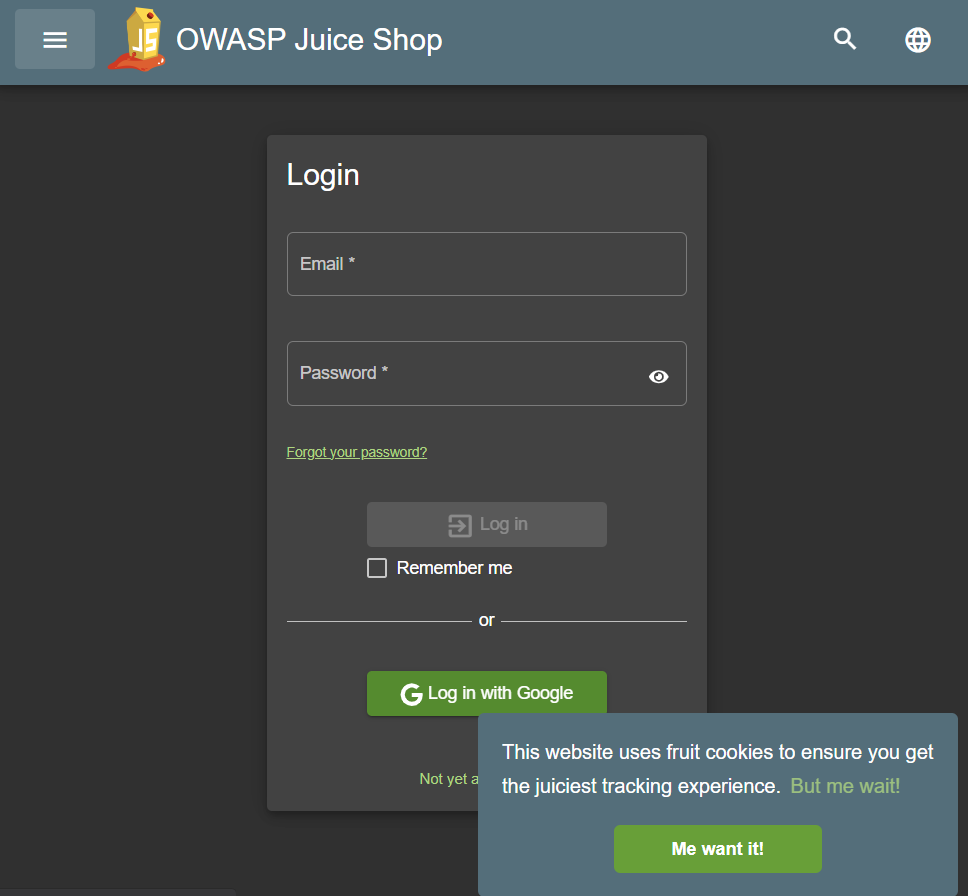 JS
OWASP Juice Shop
Login
Email *
Password *
Forgot your password?
Log in
Remember me
or
Log in with Google
Not yet a
This website uses fruit cookies to ensure you get
the juiciest tracking experience. But me wait!
Me want it!